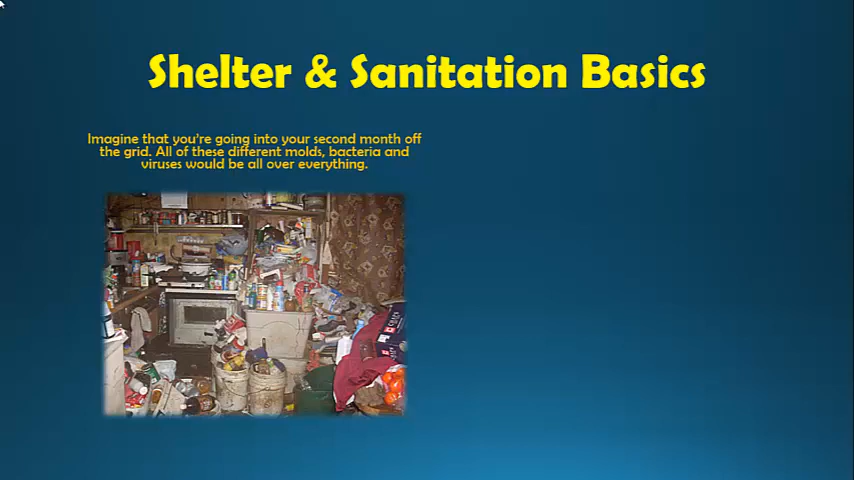 Shelter & Sanitation Basics
Imagine that you're going into your second month off
the grid. All of these different molds, bacteria and
viruses would be all over everything.